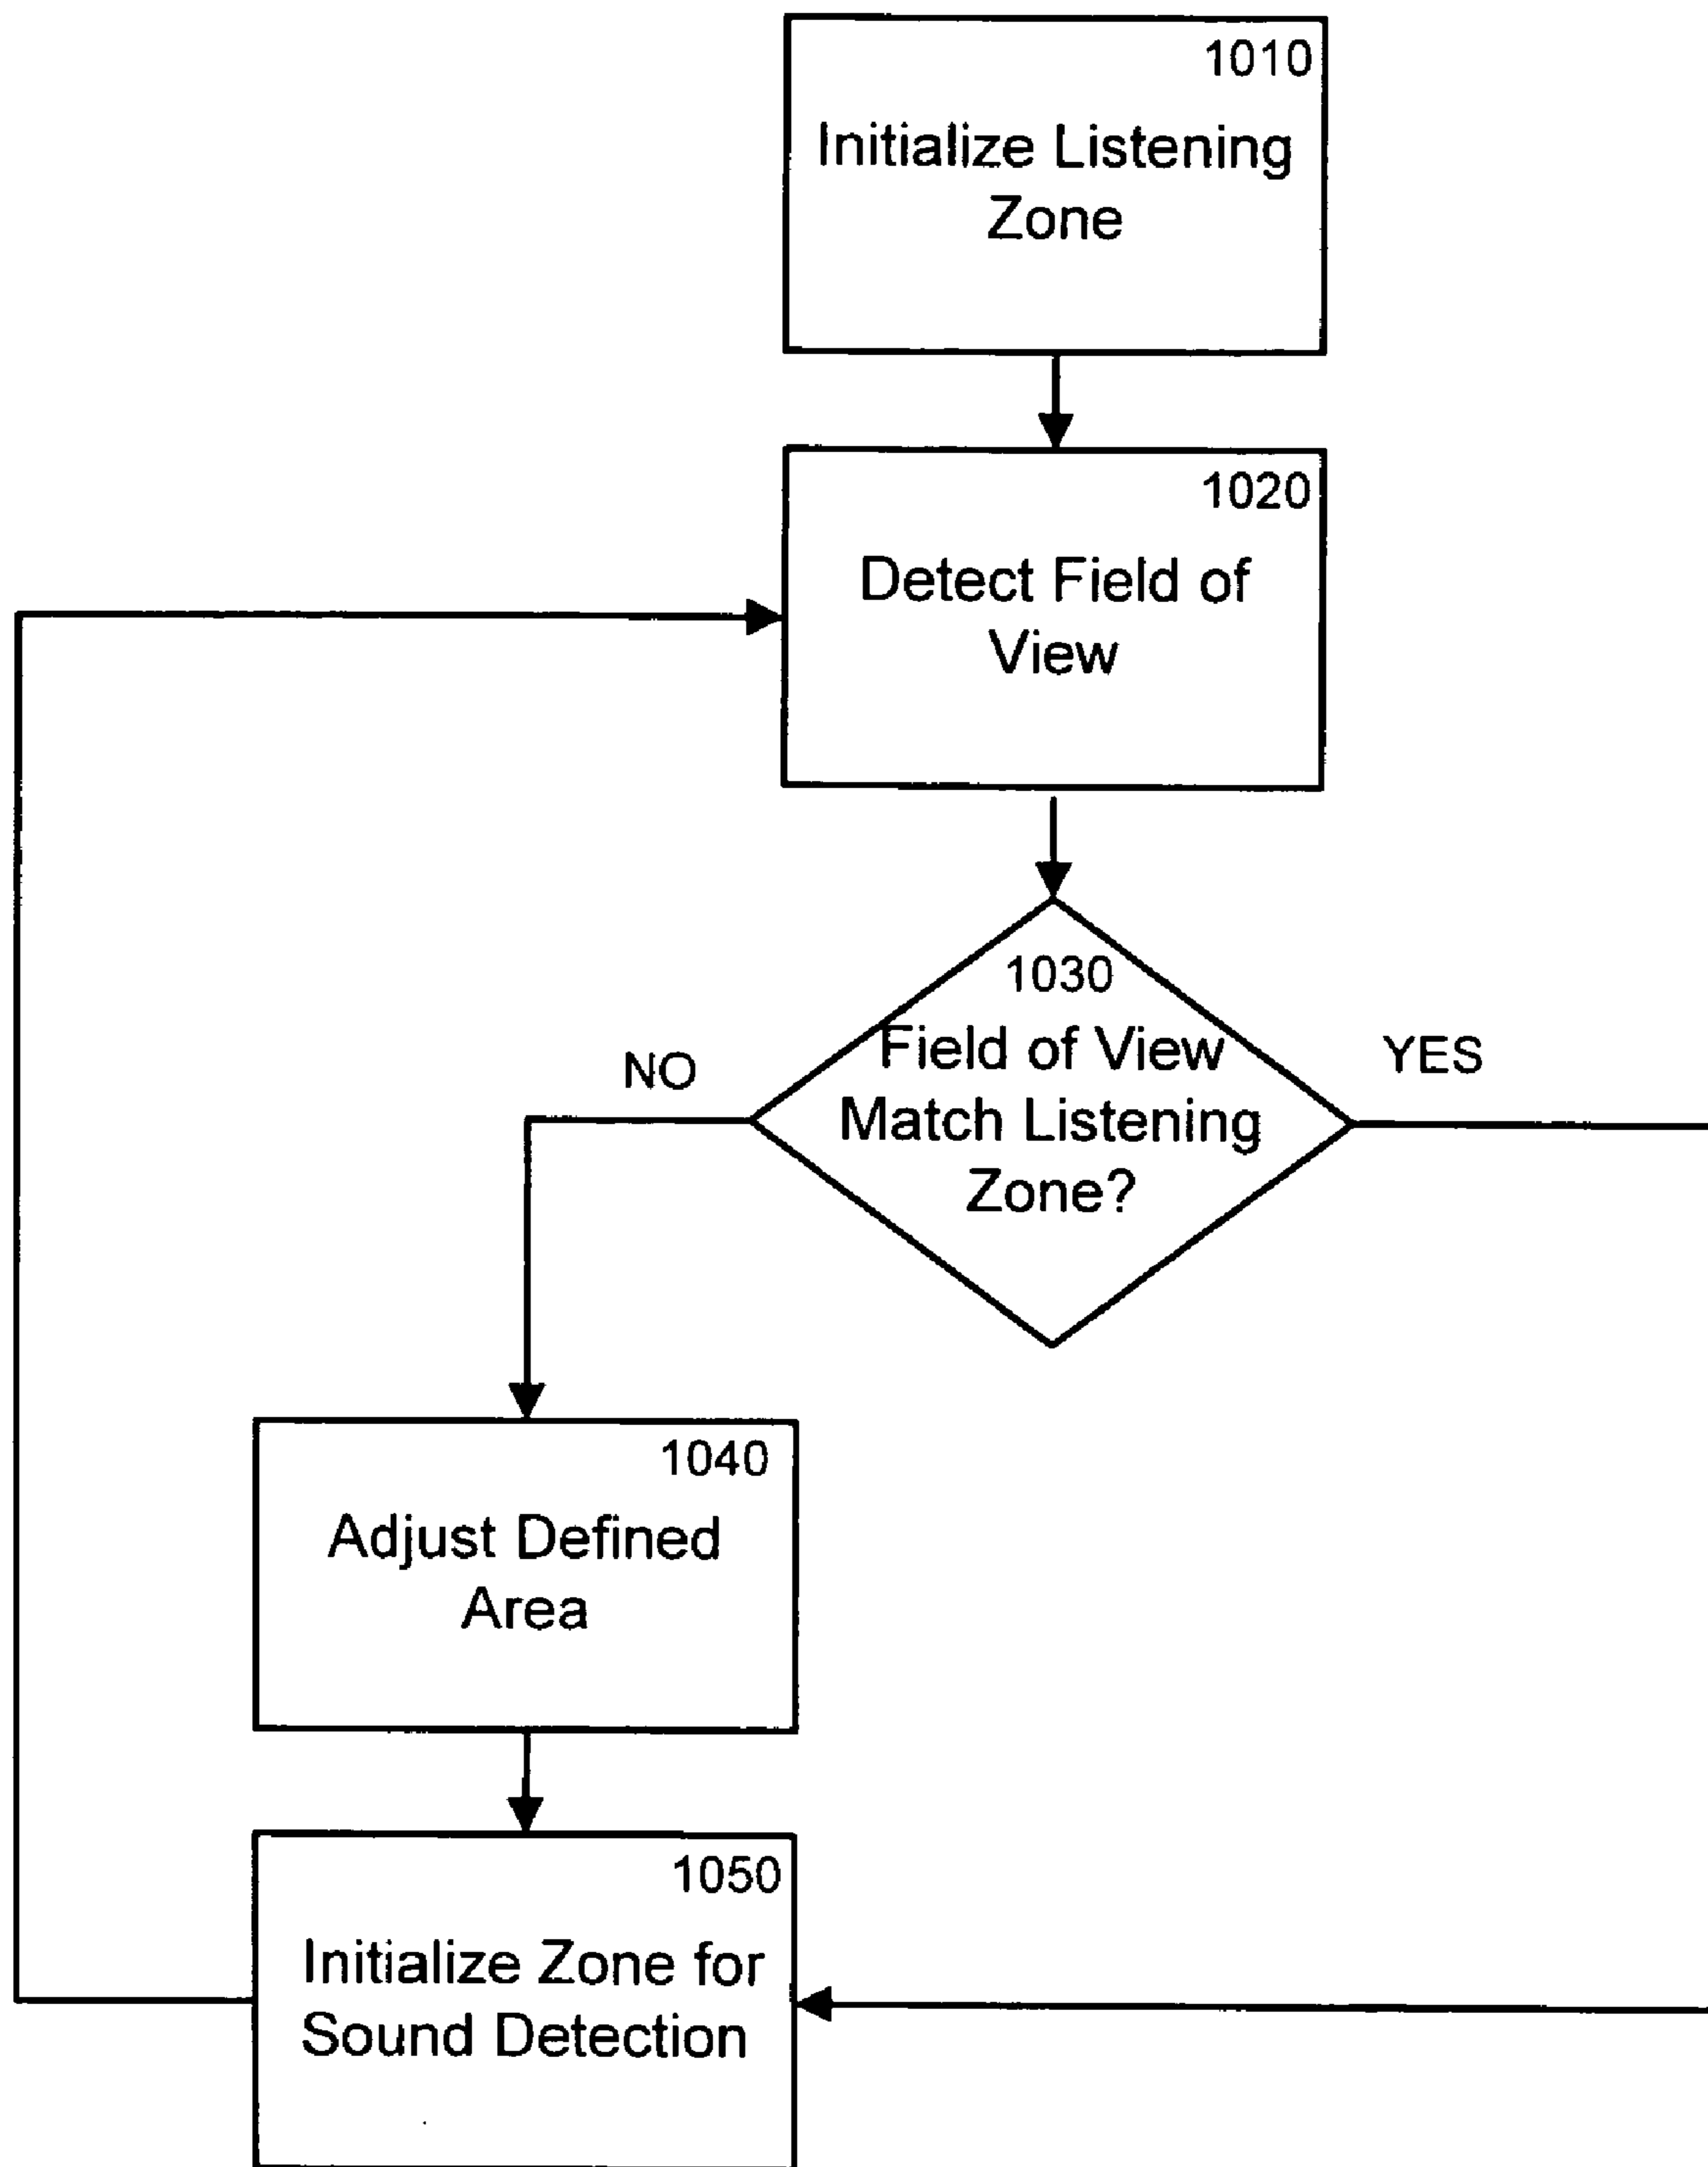 1010
Initialize Listening
Zone
1020
Detect Field of
View
1030
Field of View
Match Listening
Zone?
NO
YES
1040
Adjust Defined
Area
1050
Initialize Zone for
Sound Detection